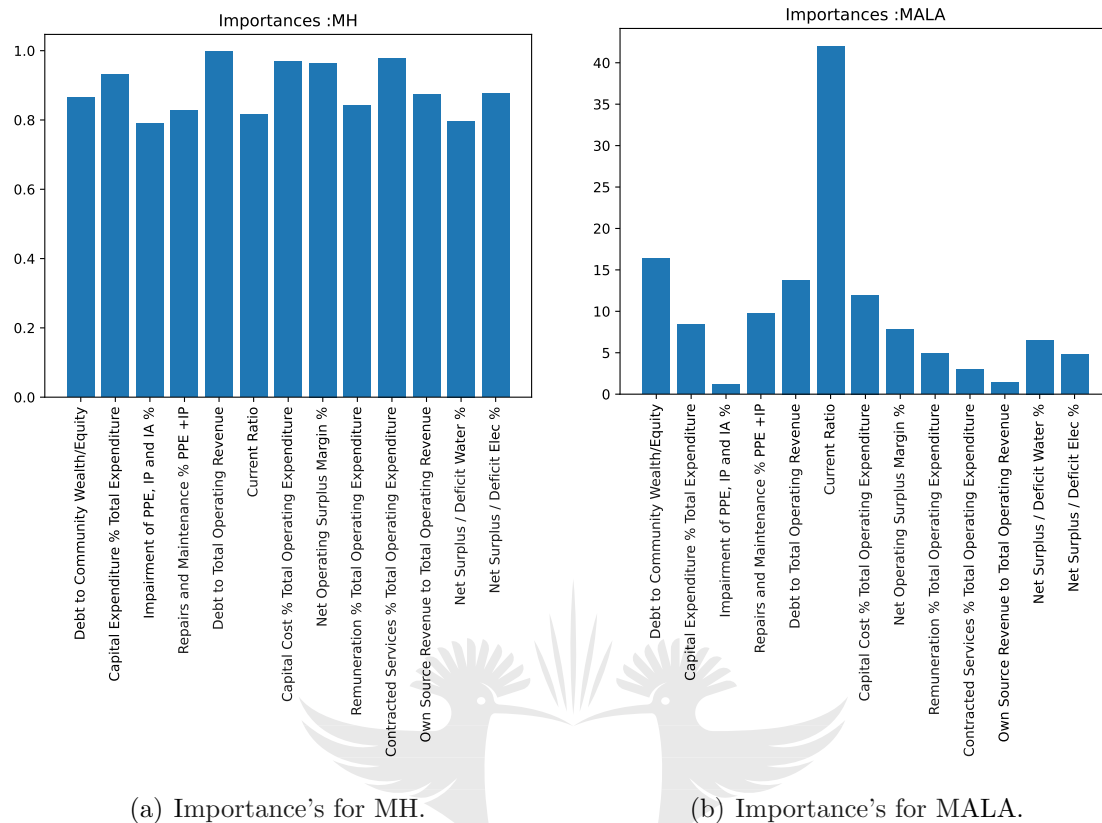 Importances :MH
1.0
0.8
0.6
0.4
0.2
0.0
Debt to Community Wealth/Equity
Capital Expenditure % Total Expenditure
Impairment of PPE, IP and IA %
Repairs and Maintenance % PPE +IP
Debt to Total Operating Revenue
Current Ratio
Capital Cost % Total Operating Expenditure
Net Operating Surplus Margin %
Remuneration % Total Operating Expenditure
Contracted Services % Total Operating Expenditure
Own Source Revenue to Total Operating Revenue
Net Surplus / Deficit Water %
Net Surplus / Deficit Elec %
(a) Importance's for MH.
Importances :MALA
40
35
30
25
20
15
10
5
0
Debt to Community Wealth/Equity
Capital Expenditure % Total Expenditure
Impairment of PPE, IP and IA %
Repairs and Maintenance % PPE +IP
Debt to Total Operating Revenue
Current Ratio
Capital Cost % Total Operating Expenditure
Net Operating Surplus Margin %
Remuneration % Total Operating Expenditure
Contracted Services % Total Operating Expenditure
Own Source Revenue to Total Operating Revenue
Net Surplus / Deficit Water %
Net Surplus / Deficit Elec %
(b) Importance's for MALA.